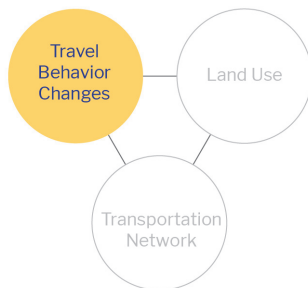 Travel
Behavior
Changes
Land Use
Transportation
Network